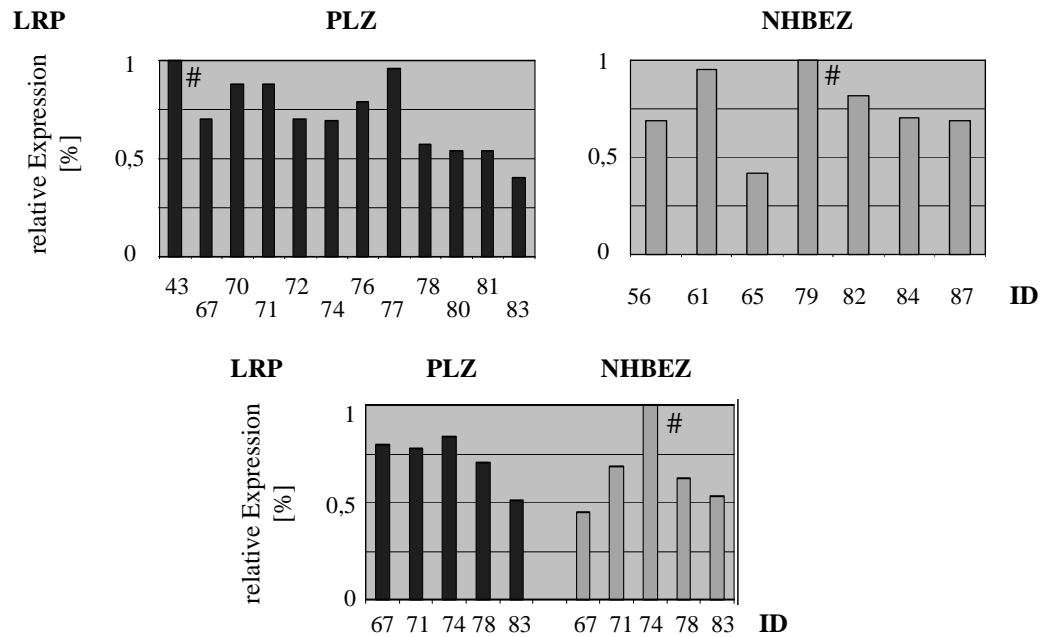 LRP PLZ NHBEZ
relative Expression
[%]
1
0,5
0
#
43 70 72 76 78 81
67 71 74 77 80 83
1
0,5
0
#
56 61 65 79 82 84 87 ID
LRP PLZ NHBEZ
relative Expression
[%]
1
0,5
0
#
67 71 74 78 83 ID 67 71 74 78 83